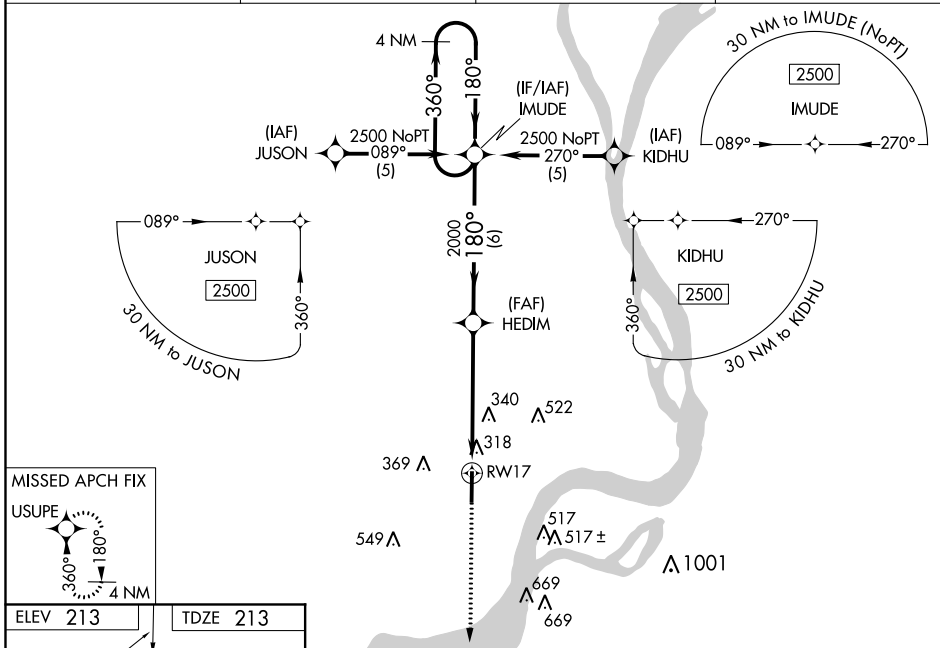 4 NM
360°
180°
(IF/IAF)
IMUDE
(IAF)
JUSON
2500 NoPT
089°
(5)
2500 NoPT
270°
(5)
(IAF)
KIDHU
30 NM to IMUDE (NoPT)
2500
IMUDE
089°
270°
2000
180°
(6)
089°
JUSON
2500
360°
30 NM to JUSON
270°
KIDHU
2500
360°
30 NM to KIDHU
(FAF)
HEDIM
340
522
318
369
RW17
549
517
517 ±
1001
669
669
MISSED APCH FIX
USUPE
360°
180°
4 NM
ELEV 213
TDZE 213